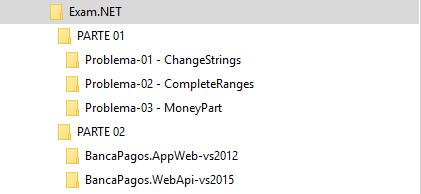 Exam.NET
PARTE 01
Problema-01 - ChangeStrings
Problema-02 - CompleteRanges
Problema-03 - MoneyPart
PARTE 02
BancaPagos.AppWeb-vs2012
BancaPagos.WebApi-vs2015